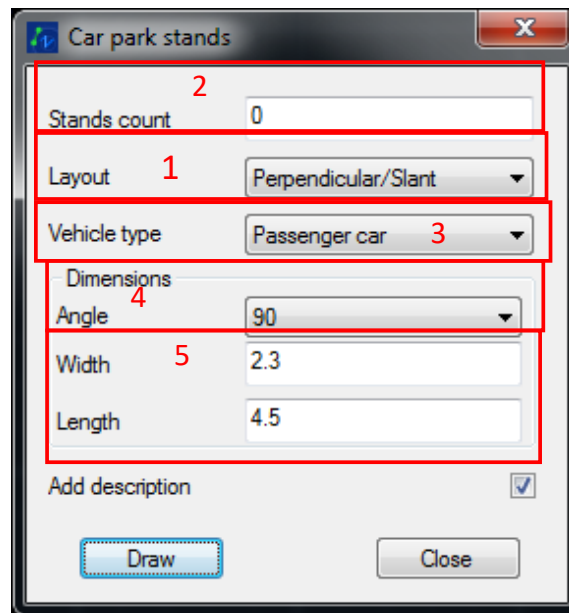 Car park stands
2
Stands count 0
Layout 1 Perpendicular/Slant
Vehicle type Passenger car 3
Dimensions
4
Angle 90
Width 5 2.3
Length 4.5
Add description
Draw Close